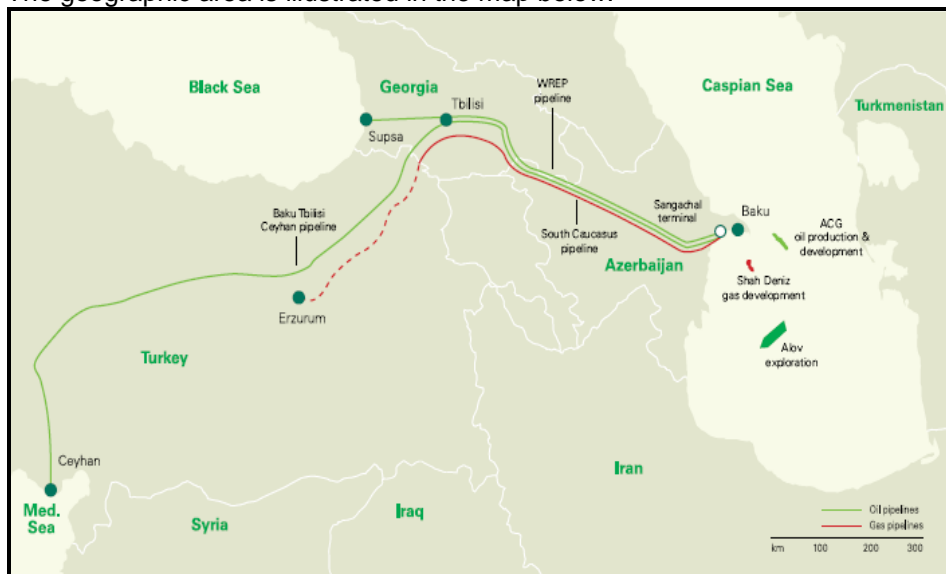 The geographic area is illustrated in the map below.
Black Sea
Georgia
Tbilisi
Supsa
WREP
pipeline
Caspian Sea
Turkmenistan
Baku Tbilisi
Ceyhan pipeline
South Caucasus
pipeline
Sangachal
terminal
Baku
Azerbaijan
ACG
oil production &
development
Shah Deniz
gas development
Alov
exploration
Erzurum
Turkey
Ceyhan
Med.
Sea
Syria
Iraq
Iran
Oil pipelines
Gas pipelines
km 100 200 300